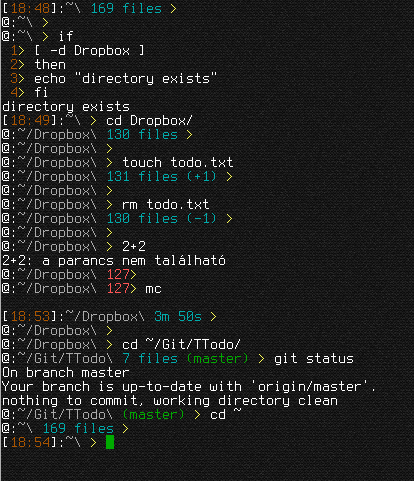 [18:48]:~\ 169 files >
@:~\ >
@:~\ > if
1> [ -d Dropbox ]
2> then
3> echo "directory exists"
4> fi
directory exists
[18:49]:~\ > cd Dropbox/
@:~/Dropbox\ 130 files >
@:~/Dropbox\ >
@:~/Dropbox\ > touch todo.txt
@:~/Dropbox\ 131 files (+1) >
@:~/Dropbox\ >
@:~/Dropbox\ > rm todo.txt
@:~/Dropbox\ 130 files (-1) >
@:~/Dropbox\ >
@:~/Dropbox\ > 2+2
2+2: a parancs nem található
@:~/Dropbox\ 127>
@:~/Dropbox\ 127> mc
[18:53]:~/Dropbox\ 3m 50s >
@:~/Dropbox\ >
@:~/Dropbox\ > cd ~/Git/TTodo/
@:~/Git/TTodo\ 7 files (master) > git status
On branch master
Your branch is up-to-date with 'origin/master'.
nothing to commit, working directory clean
@:~/Git/TTodo\ (master) > cd ~
@:~\ 169 files >
[18:54]:~\ >